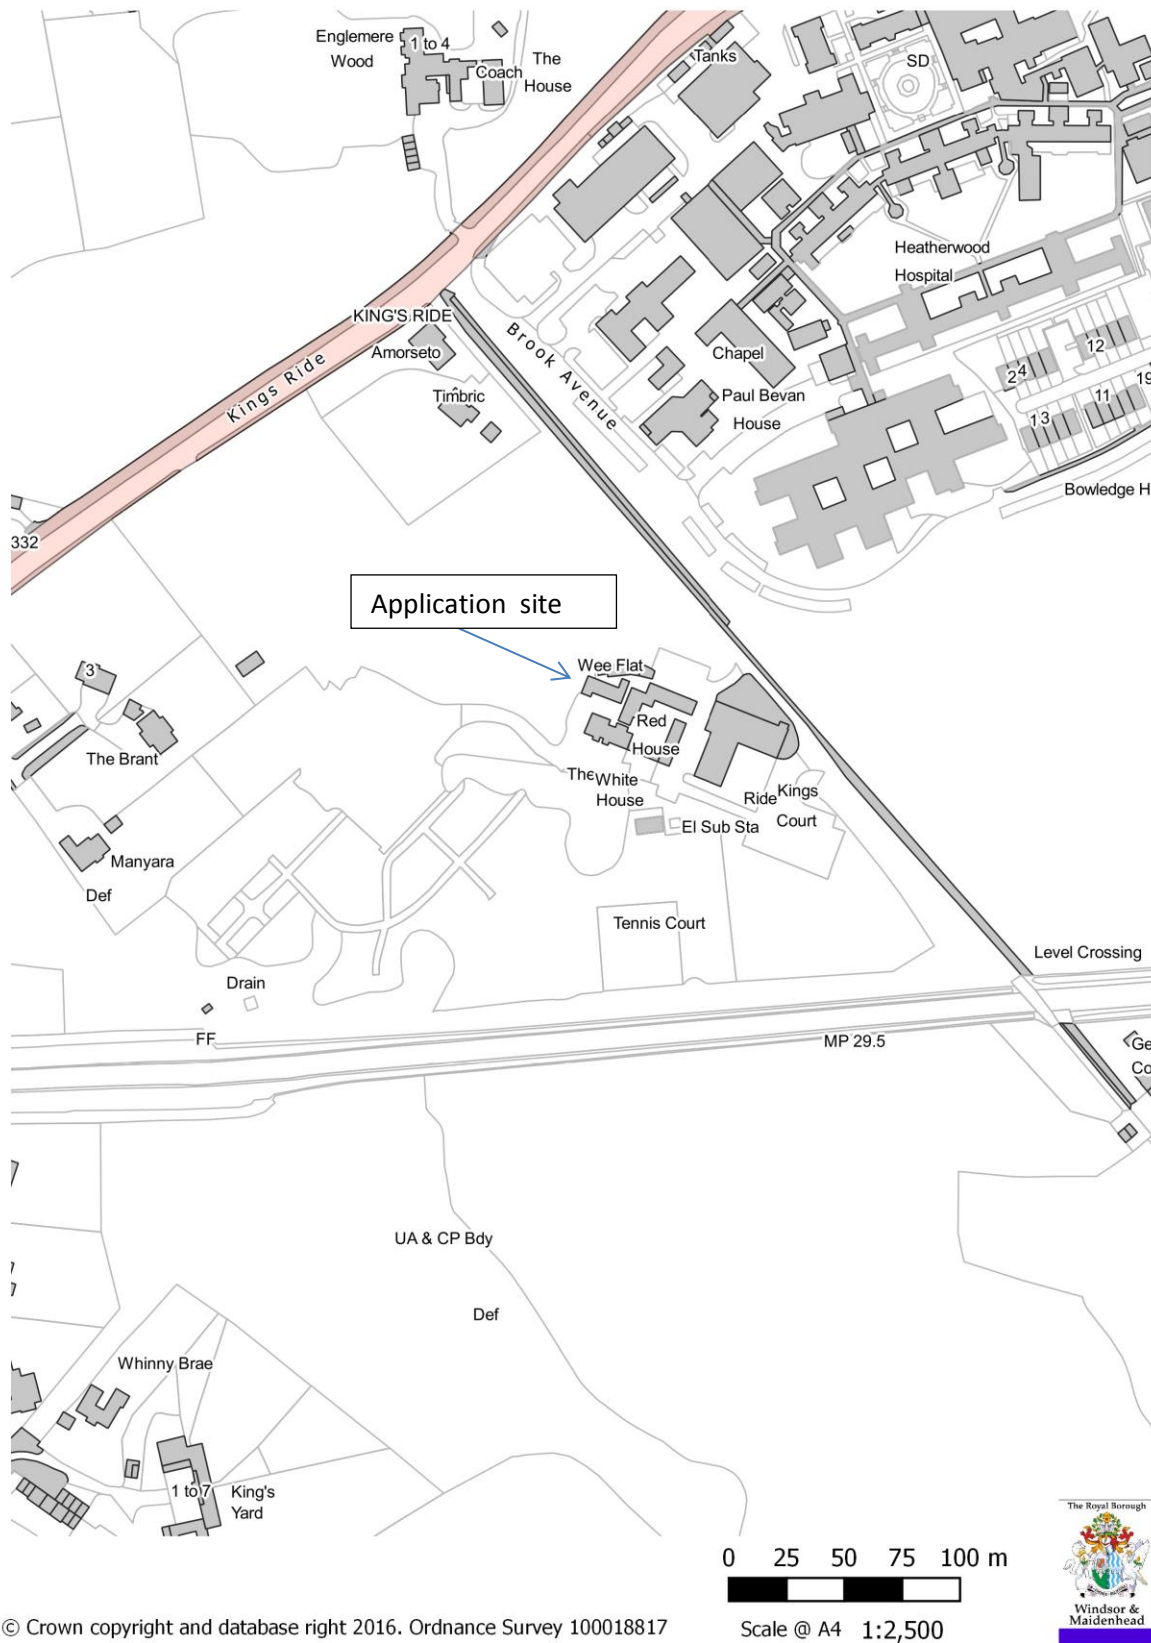 Englemere
Wood
1 to 4
Coach
The
House
Tanks
SD
Heatherwood
Hospital
KING'S RIDE
Amorseto
Timbric
Kings Ride
Brook Avenue
Chapel
Paul Bevan
House
12
24
11
19
13
Bowledge H
332
Application site
Wee Flat
3
Red
House
The Brant
The
White
House
Ride
Kings
Court
El Sub Sta
Manyara
Def
Tennis Court
Level Crossing
Drain
FF
MP 29.5
Ge
Co
UA & CP Bdy
Def
Whinny Brae
1 to 7
King's
Yard
The Royal Borough
Windsor &
Maidenhead
0 25 50 75 100 m
Scale @ A4 1:2,500
© Crown copyright and database right 2016. Ordnance Survey 100018817